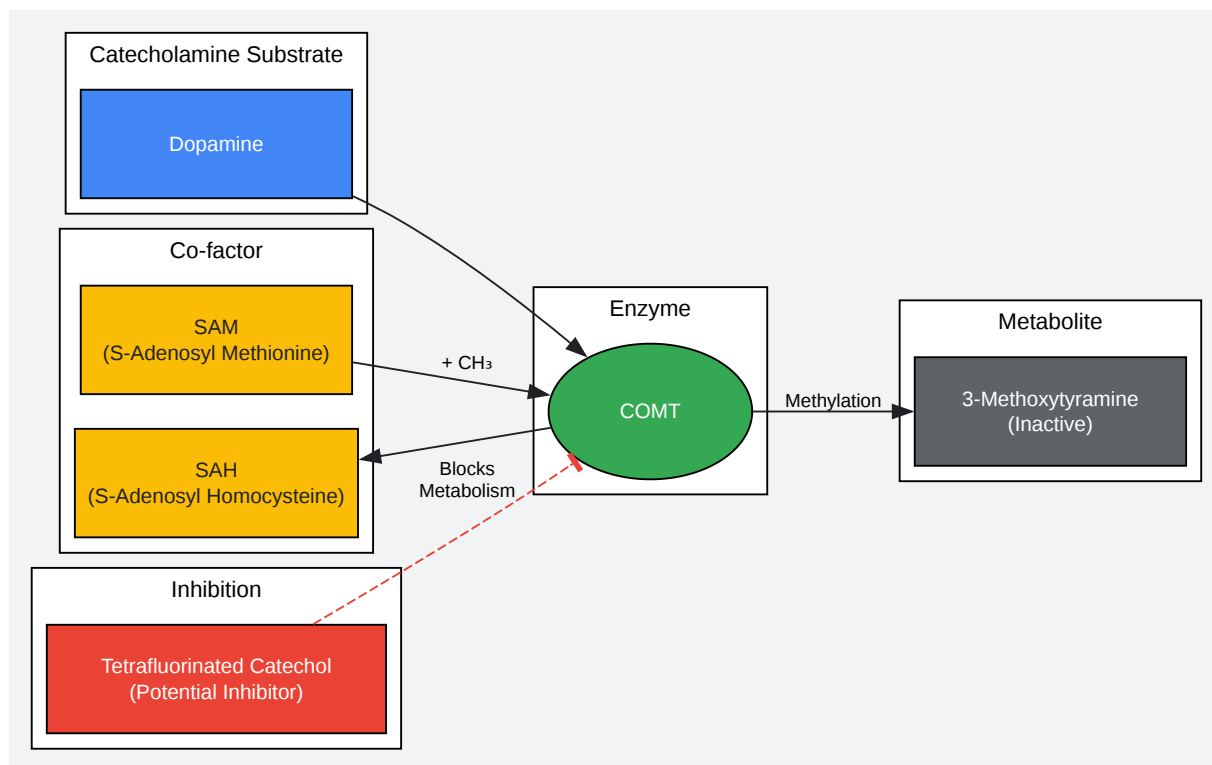 Catecholamine Substrate
Dopamine
Co-factor
SAM
(S-Adenosyl Methionine)
+ CH₃
SAH
(S-Adenosyl Homocysteine)
Blocks
Metabolism
Enzyme
COMT
Methylation
Metabolite
3-Methoxytyramine
(Inactive)
Inhibition
Tetrafluorinated Catechol
(Potential Inhibitor)